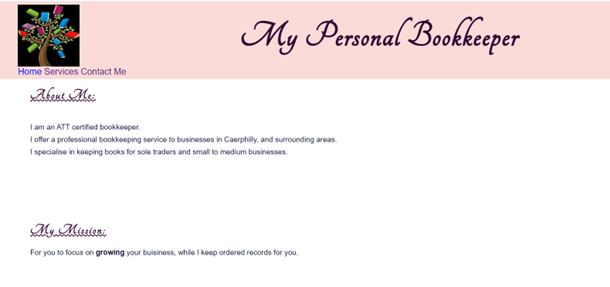 My Personal Bookkeeper
Home Services Contact Me
About Me:
I am an ATT certified bookkeeper.
I offer a professional bookkeeping service to businesses in Caerphilly, and surrounding areas.
I specialise in keeping books for sole traders and small to medium businesses.
My Mission:
For you to focus on growing your buisiness, while I keep ordered records for you.